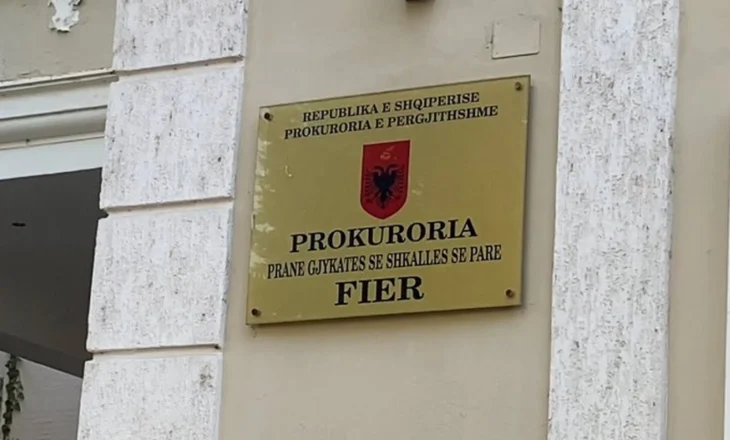 REPUBLIKA E SHQIPERISE
PROKURORIA E PERGJITHSHME
PROKURORIA
PRANE GJYKATES SE SHKALLES SE PARE
FIER